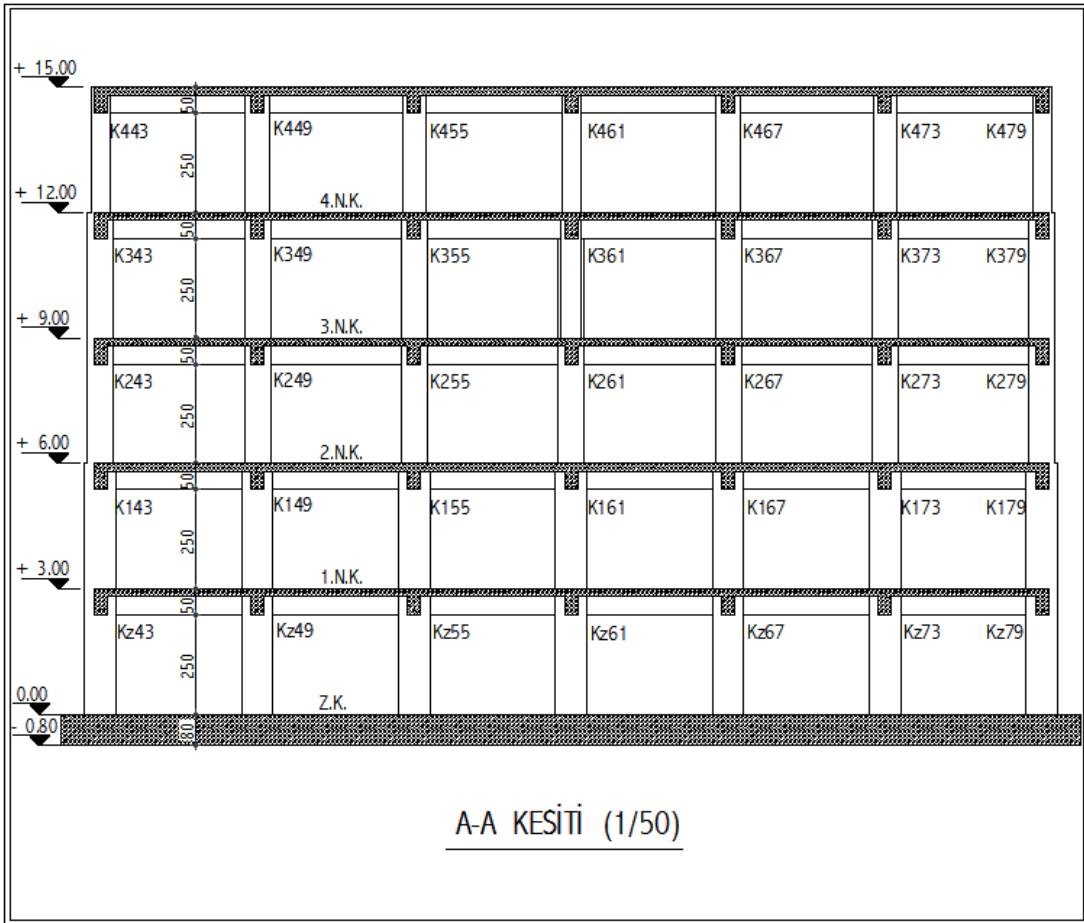 + 15.00
50
K443 K449 K455 K461 K467 K473 K479
250
4.N.K.
+ 12.00
50
K343 K349 K355 K361 K367 K373 K379
250
3.N.K.
+ 9.00
50
K243 K249 K255 K261 K267 K273 K279
250
2.N.K.
+ 6.00
50
K143 K149 K155 K161 K167 K173 K179
250
1.N.K.
+ 3.00
50
Kz43 Kz49 Kz55 Kz61 Kz67 Kz73 Kz79
250
Z.K.
0.00
- 0.80
80
A-A KESİTİ (1/50)